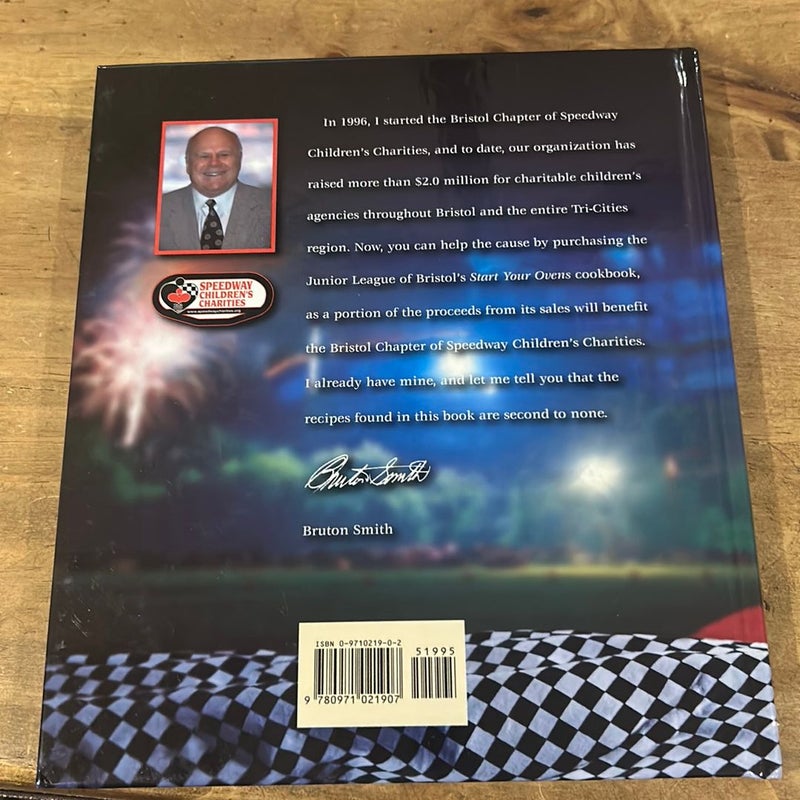 In 1996, I started the Bristol Chapter of Speedway
Children's Charities, and to date, our organization has
raised more than $2.0 million for charitable children's
agencies throughout Bristol and the entire Tri-Cities
region. Now, you can help the cause by purchasing the
Junior League of Bristol's Start Your Ovens cookbook,
as a portion of the proceeds from its sales will benefit
the Bristol Chapter of Speedway Children's Charities.
I already have mine, and let me tell you that the
recipes found in this book are second to none.
SPEEDWAY
CHILDREN'S
CHARITIES
www.speedwaycharities.org
Bruton Smith
Bruton Smith
ISBN 0-9710219-0-2
51995
9 780971 021907